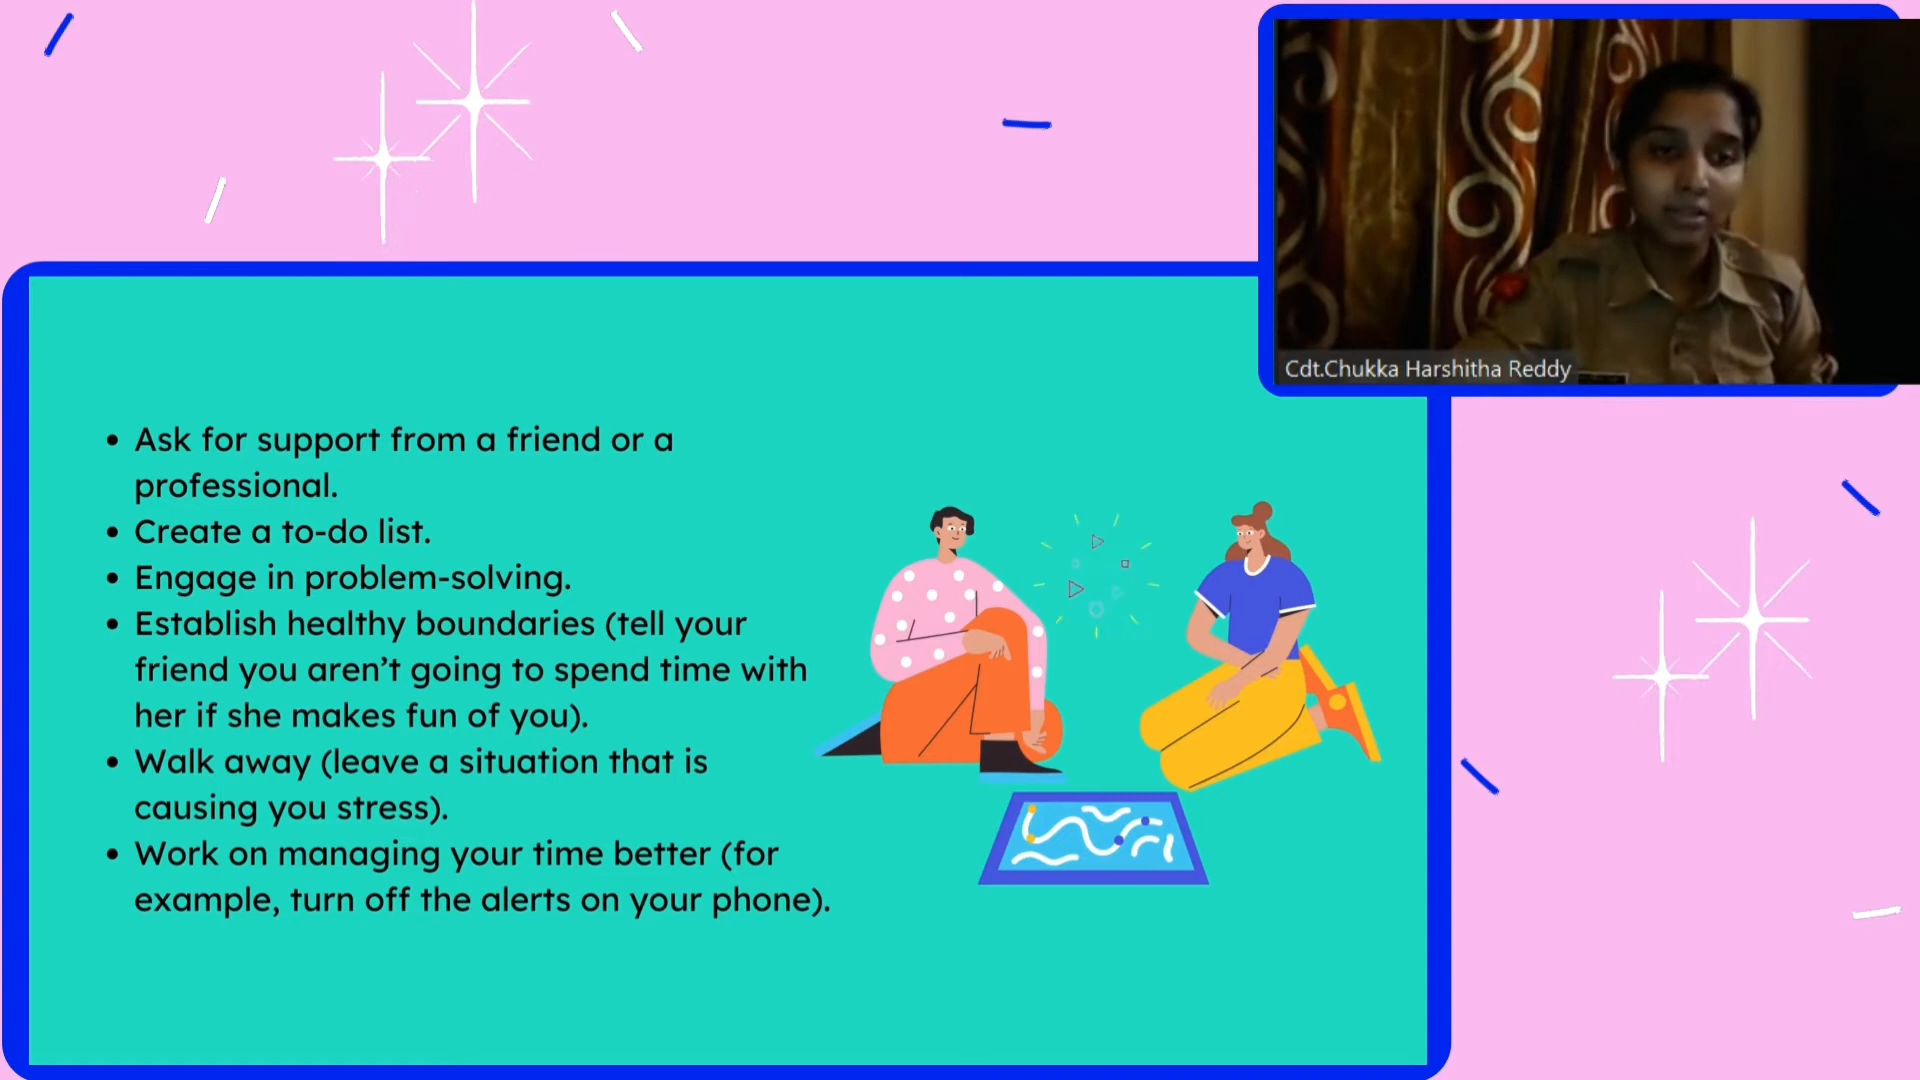 Cdt.Chukka Harshitha Reddy
• Ask for support from a friend or a
professional.
• Create a to-do list.
• Engage in problem-solving.
• Establish healthy boundaries (tell your
friend you aren’t going to spend time with
her if she makes fun of you).
• Walk away (leave a situation that is
causing you stress).
• Work on managing your time better (for
example, turn off the alerts on your phone).